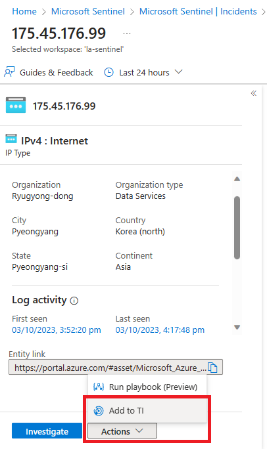 Home > Microsoft Sentinel > Microsoft Sentinel | Incidents >
175.45.176.99 ...
Selected workspace: 'la-sentinel'
Guides & Feedback Last 24 hours
«
175.45.176.99
IPv4 : Internet
IP Type
Organization Organization type
Ryugyong-dong Data Services
City Country
Pyeongyang Korea (north)
State Continent
Pyeongyang-si Asia
Log activity
First seen Last seen
03/10/2023, 3:52:20 pm 03/10/2023, 4:17:48 pm
Entity link
https://portal.azure.com/#asset/Microsoft_Azure_...
Run playbook (Preview)
Add to TI
Investigate Actions